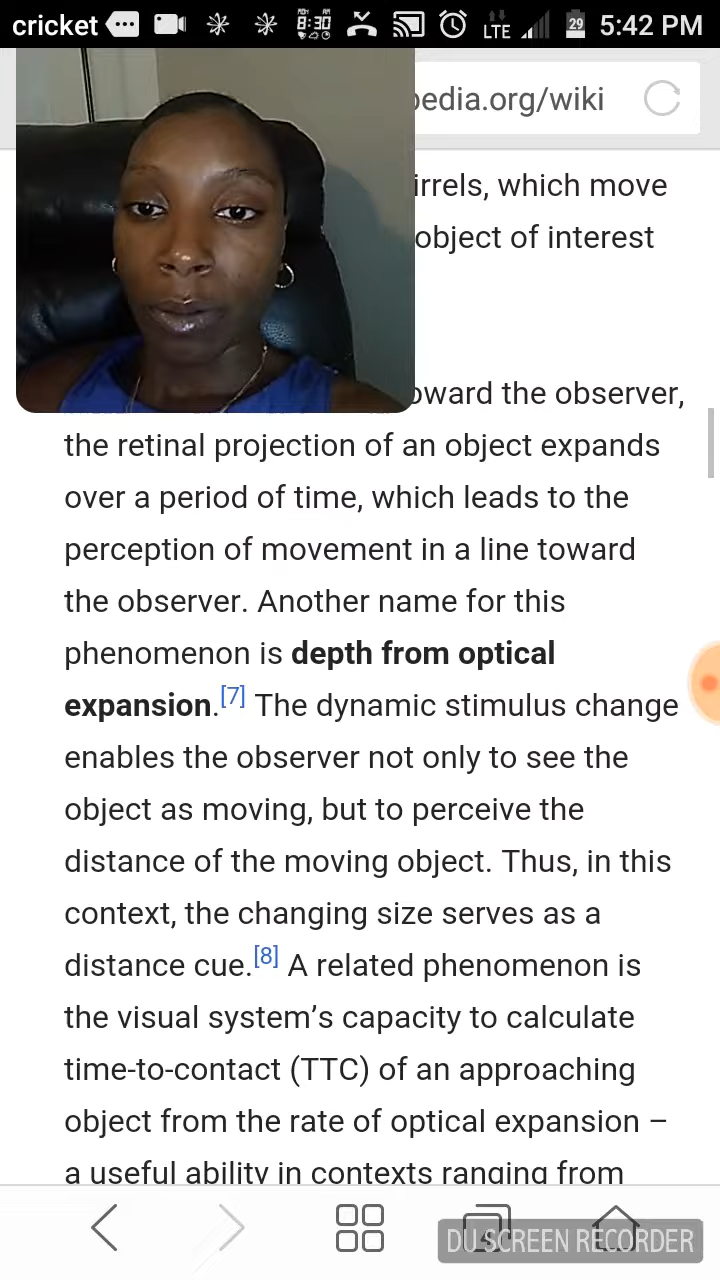 cricket 29 LTE 5:42 PM
8:30
pedia.org/wiki
irrels, which move
object of interest
oward the observer,
the retinal projection of an object expands
over a period of time, which leads to the
perception of movement in a line toward
the observer. Another name for this
phenomenon is depth from optical
expansion.[7] The dynamic stimulus change
enables the observer not only to see the
object as moving, but to perceive the
distance of the moving object. Thus, in this
context, the changing size serves as a
distance cue.[8] A related phenomenon is
the visual system’s capacity to calculate
time-to-contact (TTC) of an approaching
object from the rate of optical expansion –
a useful ability in contexts ranging from
DU SCREEN RECORDER